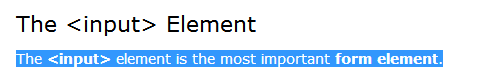 The <input> Element
The <input> element is the most important form element.